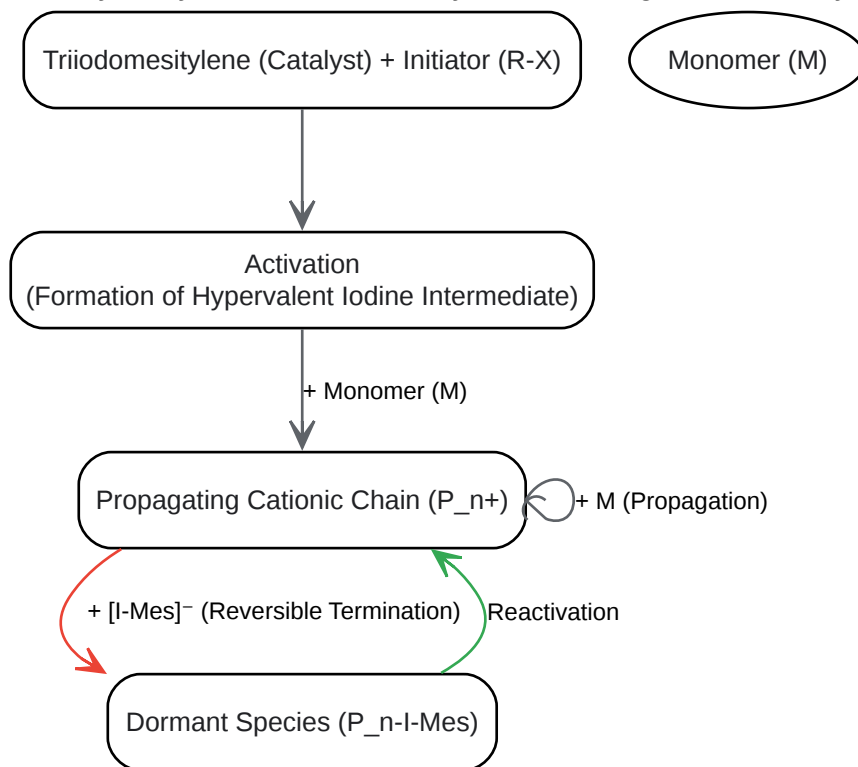 Triiodomesitylene (Catalyst) + Initiator (R-X)
Monomer (M)
Activation
(Formation of Hypervalent Iodine Intermediate)
+ Monomer (M)
Propagating Cationic Chain (P_n+)
+ M (Propagation)
+ [I-Mes]⁻ (Reversible Termination)
Reactivation
Dormant Species (P_n-I-Mes)